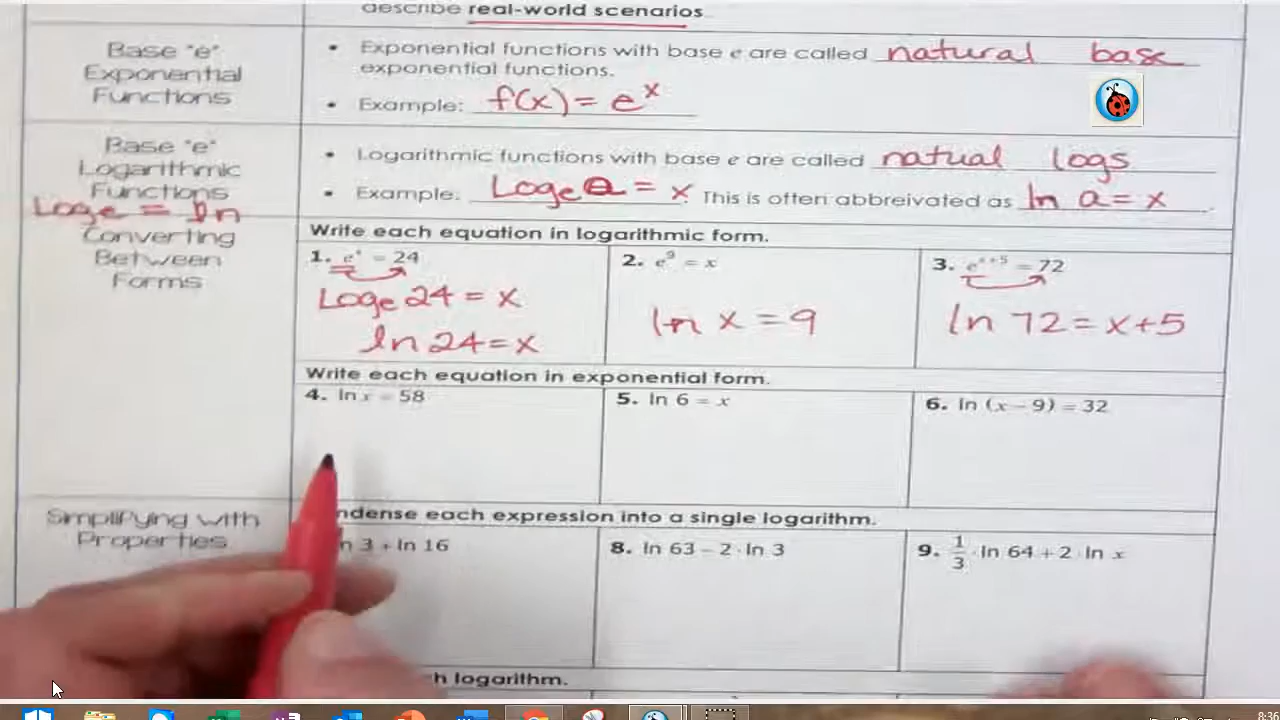 describe real-world scenarios
Base "e"
Exponential
Functions
• Exponential functions with base e are called natural base
exponential functions.
• Example: f(x) = e^x
Base "e"
Logarithmic
Functions
Loge = ln
• Logarithmic functions with base e are called natual logs
• Example: Loge a = x. This is often abbreivated as ln a = x.
Converting
Between
Forms
Write each equation in logarithmic form.
1. e^x = 24
Loge 24 = x
ln 24 = x
2. e^9 = x
ln x = 9
3. e^x+5 = 72
ln 72 = x+5
Write each equation in exponential form.
4. ln x = 58
5. ln 6 = x
6. ln (x − 9) = 32
Simplifying with
Properties
each expression into a single logarithm.
3 + ln 16
8. ln 63 − 2 · ln 3
9. 1/3 · ln 64 + 2 · ln x
logarithm.